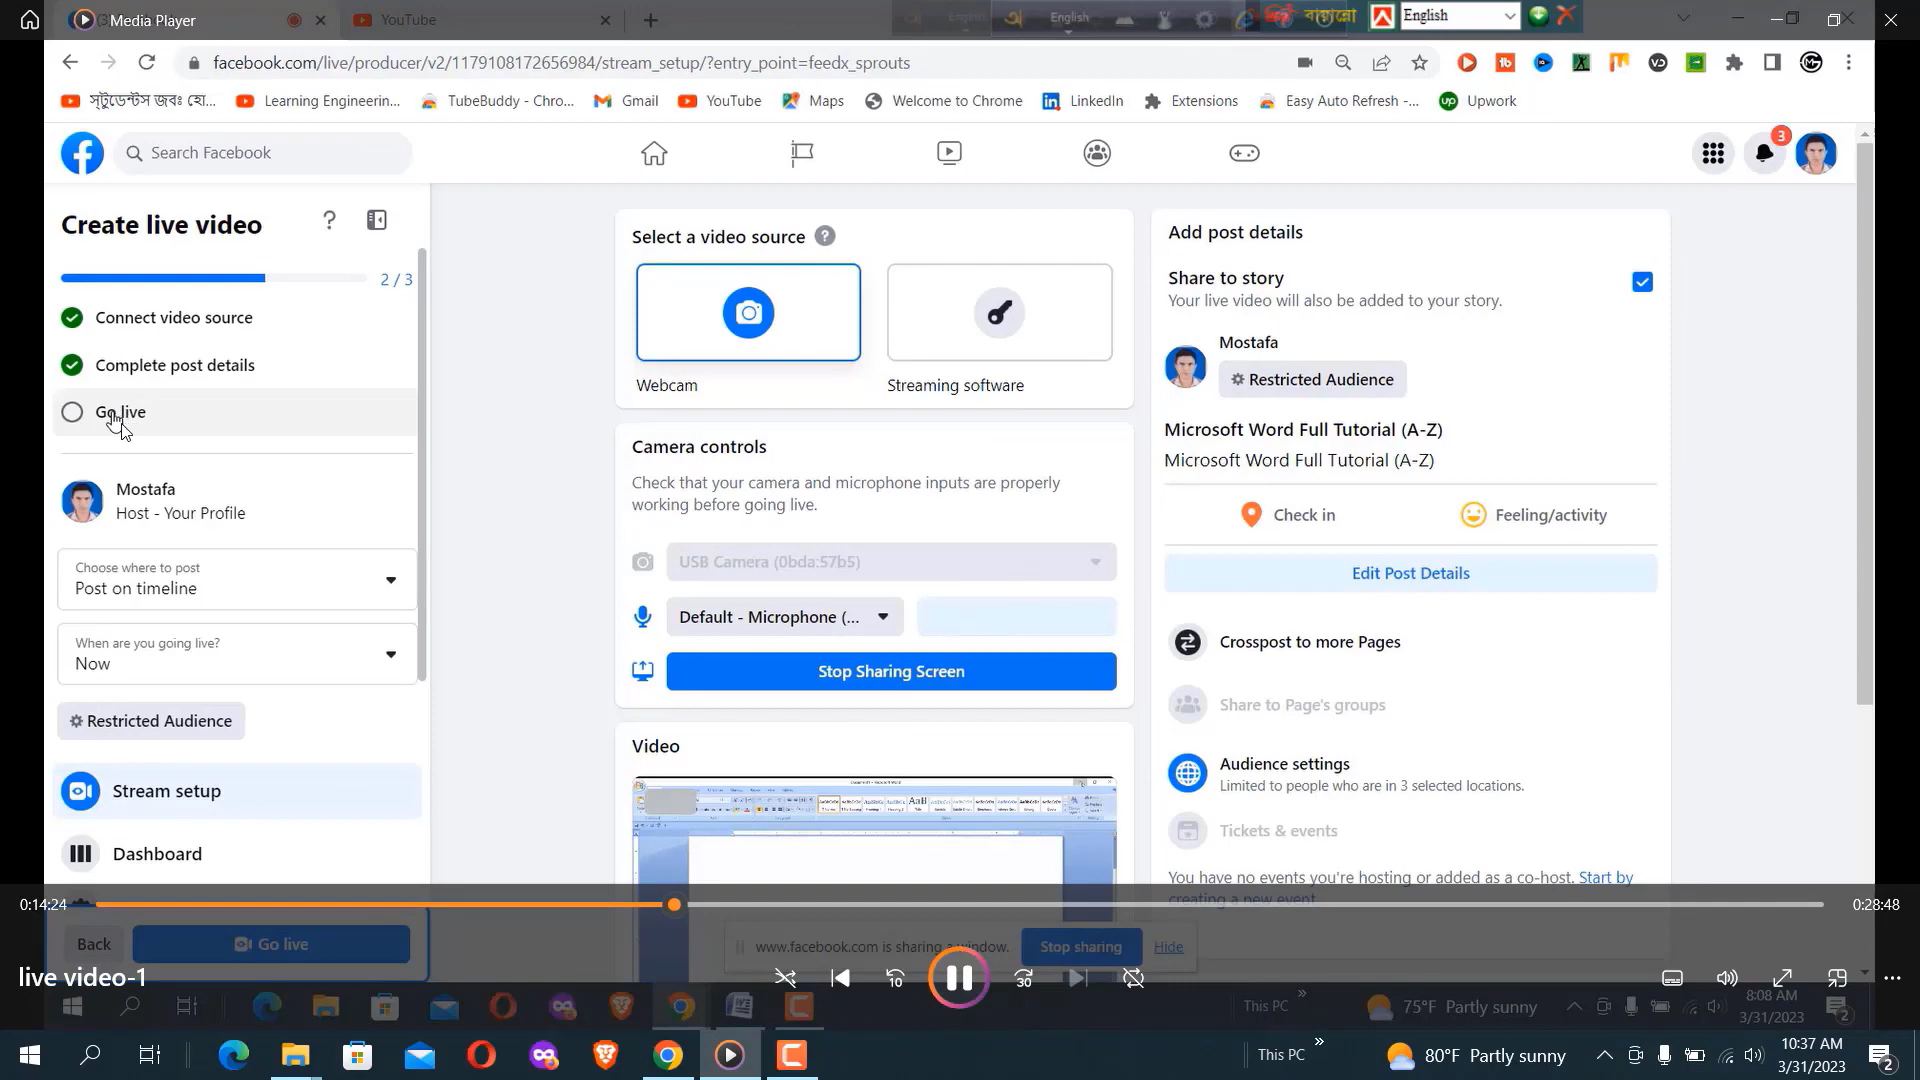 Media Player
YouTube
English
English
বায়ান্নো
English
facebook.com/live/producer/v2/1179108172656984/stream_setup/?entry_point=feedx_sprouts
স্টুডেন্টস জবঃ হো...
Learning Engineerin...
TubeBuddy - Chro...
Gmail
YouTube
Maps
Welcome to Chrome
LinkedIn
Extensions
Easy Auto Refresh -...
Upwork
Search Facebook
3
Create live video
2 / 3
Connect video source
Complete post details
Go live
Mostafa
Host - Your Profile
Choose where to post
Post on timeline
When are you going live?
Now
Restricted Audience
Stream setup
Dashboard
Select a video source
Webcam
Streaming software
Camera controls
Check that your camera and microphone inputs are properly
working before going live.
USB Camera (0bda:57b5)
Default - Microphone (...
Stop Sharing Screen
Video
Add post details
Share to story
Your live video will also be added to your story.
Mostafa
Restricted Audience
Microsoft Word Full Tutorial (A-Z)
Microsoft Word Full Tutorial (A-Z)
Check in
Feeling/activity
Edit Post Details
Crosspost to more Pages
Share to Page's groups
Audience settings
Limited to people who are in 3 selected locations.
Tickets & events
You have no events you're hosting or added as a co-host. Start by
creating a new event
0:14:24
0:28:48
Back
Go live
www.facebook.com is sharing a window.
Stop sharing
Hide
live video-1
10
30
This PC
75°F Partly sunny
8:08 AM
3/31/2023
2
This PC
80°F Partly sunny
10:37 AM
3/31/2023
2